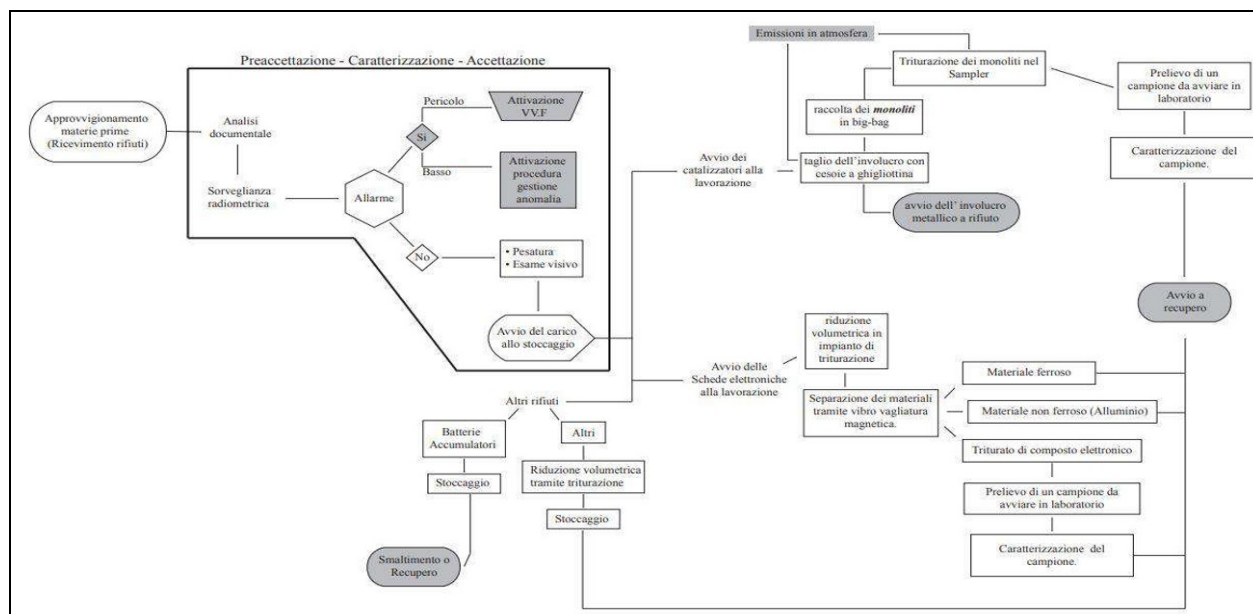 Preaccettazione - Caratterizzazione - Accettazione
Approvvigionamento
materie prime
(Ricevimento rifiuti)
Analisi
documentale
Sorveglianza
radiometrica
Allarme
Pericolo
Si
Basso
Attivazione
VV.F
Attivazione
procedura
gestione
anomalia
No
• Pesatura
• Esame visivo
Avvio del carico
allo stoccaggio
Avvio dei
catalizzatori alla
lavorazione
Emissioni in atmosfera
Triturazione dei monoliti nel
Sampler
raccolta dei monoliti
in big-bag
taglio dell'involucro con
cesoie a ghigliottina
avvio dell' involucro
metallico a rifiuto
Prelievo di un
campione da avviare in
laboratorio
Caratterizzazione del
campione.
Avvio a
recupero
Avvio delle
Schede elettroniche
alla lavorazione
riduzione
volumetrica in
impianto di
triturazione
Separazione dei materiali
tramite vibro vagliatura
magnetica.
Materiale ferroso
Materiale non ferroso (Alluminio)
Triturato di composto elettronico
Prelievo di un campione da
avviare in laboratorio
Caratterizzazione del
campione.
Altri rifiuti
Batterie
Accumulatori
Stoccaggio
Smaltimento o
Recupero
Altri
Riduzione volumetrica
tramite triturazione
Stoccaggio